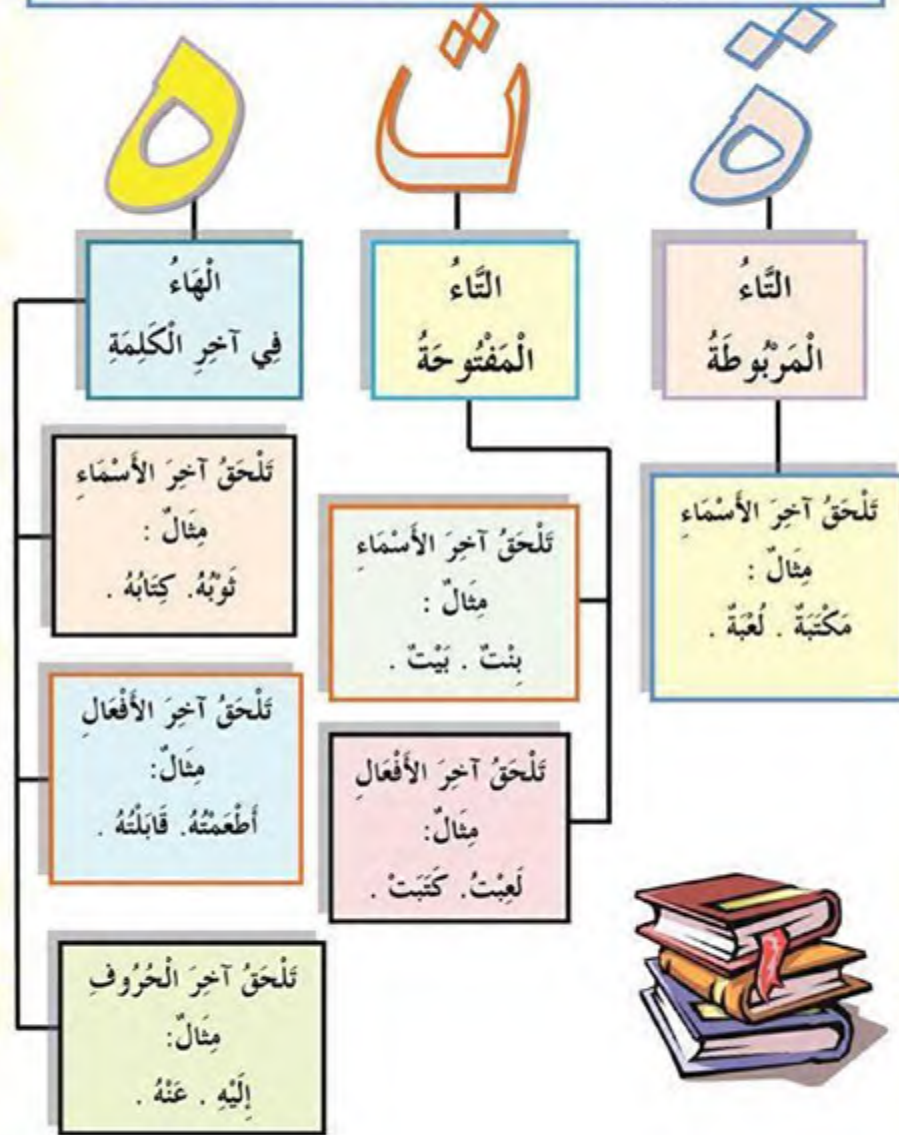 ة
ت
ه
التَّاءُ
الْمَرْبُوطَةُ
التَّاءُ
الْمَفْتُوحَةُ
الْهَاءُ
فِي آخِرِ الْكَلِمَةِ
تَلْحَقُ آخِرَ الأَسْمَاءِ
مِثَالٌ :
مَكْتَبَةٌ . لُعْبَةٌ .
تَلْحَقُ آخِرَ الأَسْمَاءِ
مِثَالٌ :
بِنْتٌ . بَيْتٌ .
تَلْحَقُ آخِرَ الأَفْعَالِ
مِثَالٌ:
لَعِبْتُ. كَتَبَتْ .
تَلْحَقُ آخِرَ الأَسْمَاءِ
مِثَالٌ :
ثَوْبُهُ. كِتَابُهُ .
تَلْحَقُ آخِرَ الأَفْعَالِ
مِثَالٌ:
أَطْعَمْتُهُ. قَابَلْتُهُ .
تَلْحَقُ آخِرَ الْحُرُوفِ
مِثَالٌ:
إِلَيْهِ . عَنْهُ .